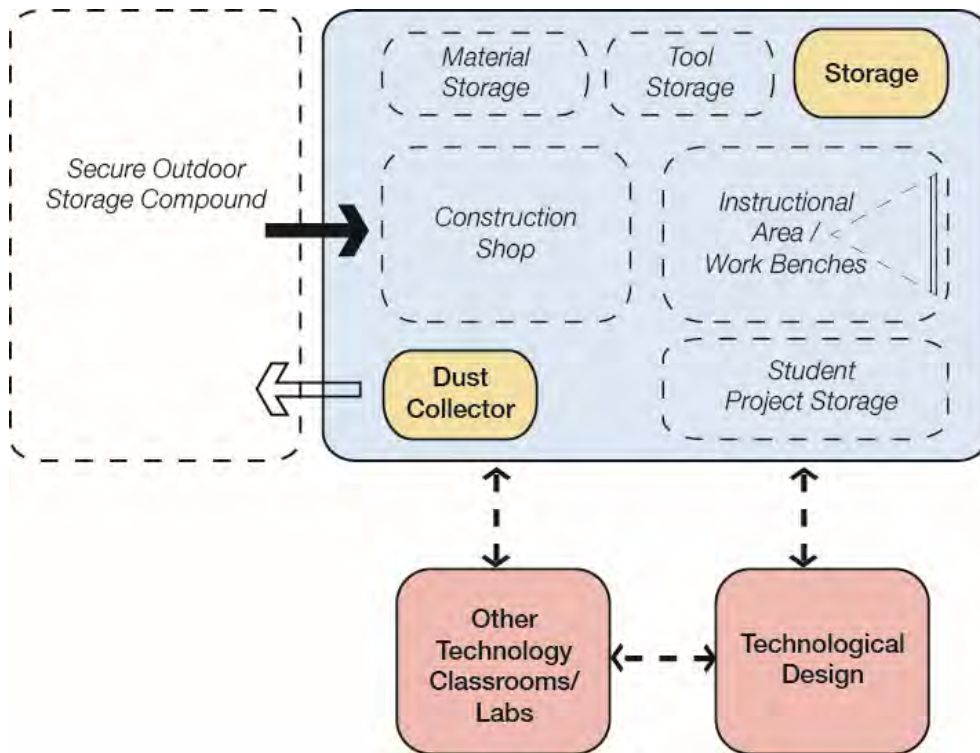 Material
Storage
Tool
Storage
Storage
Secure Outdoor
Storage Compound
Construction
Shop
Instructional
Area /
Work Benches
Dust
Collector
Student
Project Storage
Other
Technology
Classrooms/
Labs
Technological
Design